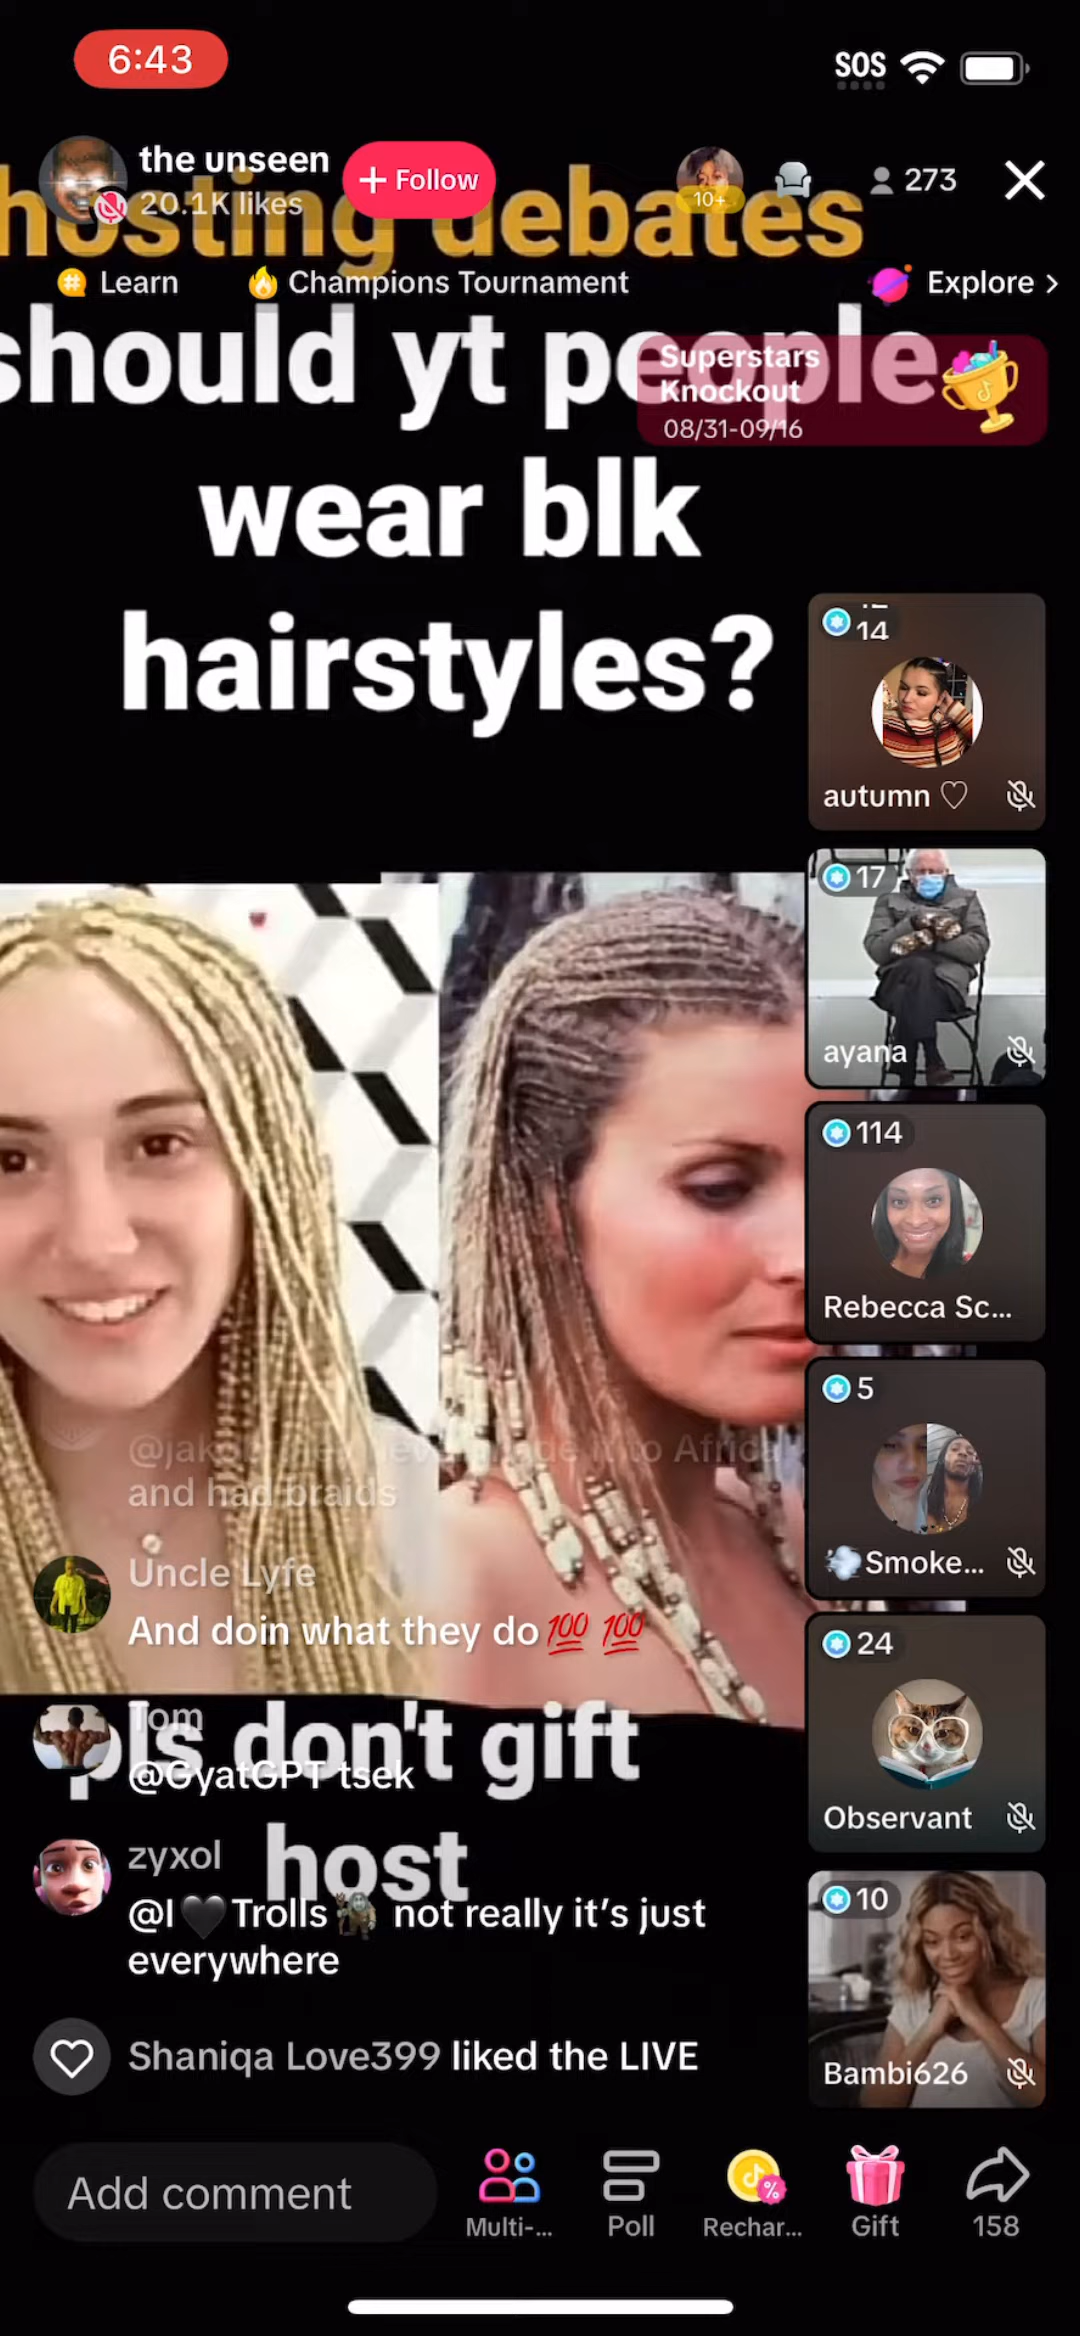 6:43
SOS
the unseen
20.1K likes
+ Follow
10+
273
hosting debates
Learn
Champions Tournament
Explore >
should yt people
Superstars
Knockout
08/31-09/16
wear blk
hairstyles?
14
autumn ♡
17
ayana
114
Rebecca Sc...
5
💨Smoke...
24
Observant
10
Bambi626
to Africa
and had braids
Uncle Lyfe
And doin what they do💯 💯
pls don't gift
host
Tom
@GyatGPT tsek
zyxol
@I🖤Trolls🧌 not really it’s just
everywhere
Shaniqa Love399 liked the LIVE
Add comment
Multi-...
Poll
Rechar...
Gift
158